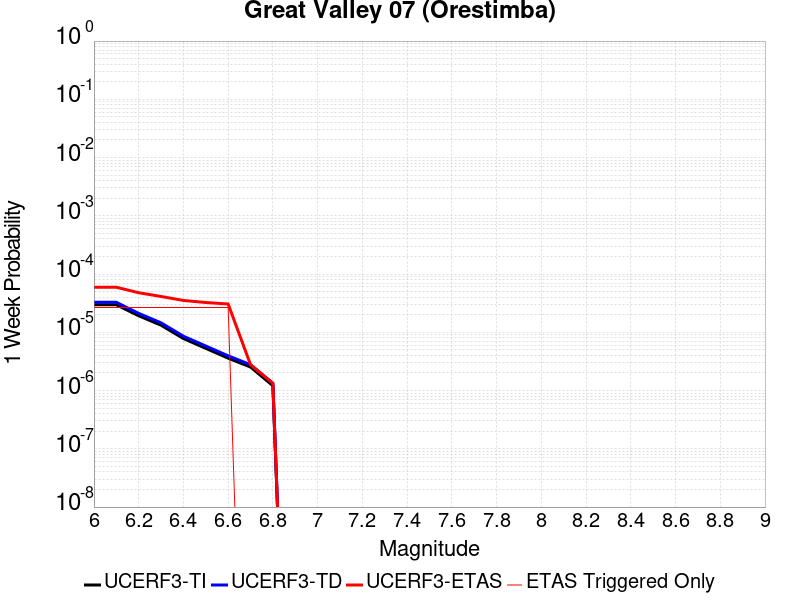 Great Valley 07 (Orestimba)
10^0
10^-1
10^-2
10^-3
10^-4
10^-5
10^-6
10^-7
10^-8
1 Week Probability
6 6.2 6.4 6.6 6.8 7 7.2 7.4 7.6 7.8 8 8.2 8.4 8.6 8.8 9
Magnitude
UCERF3-TI UCERF3-TD UCERF3-ETAS ETAS Triggered Only